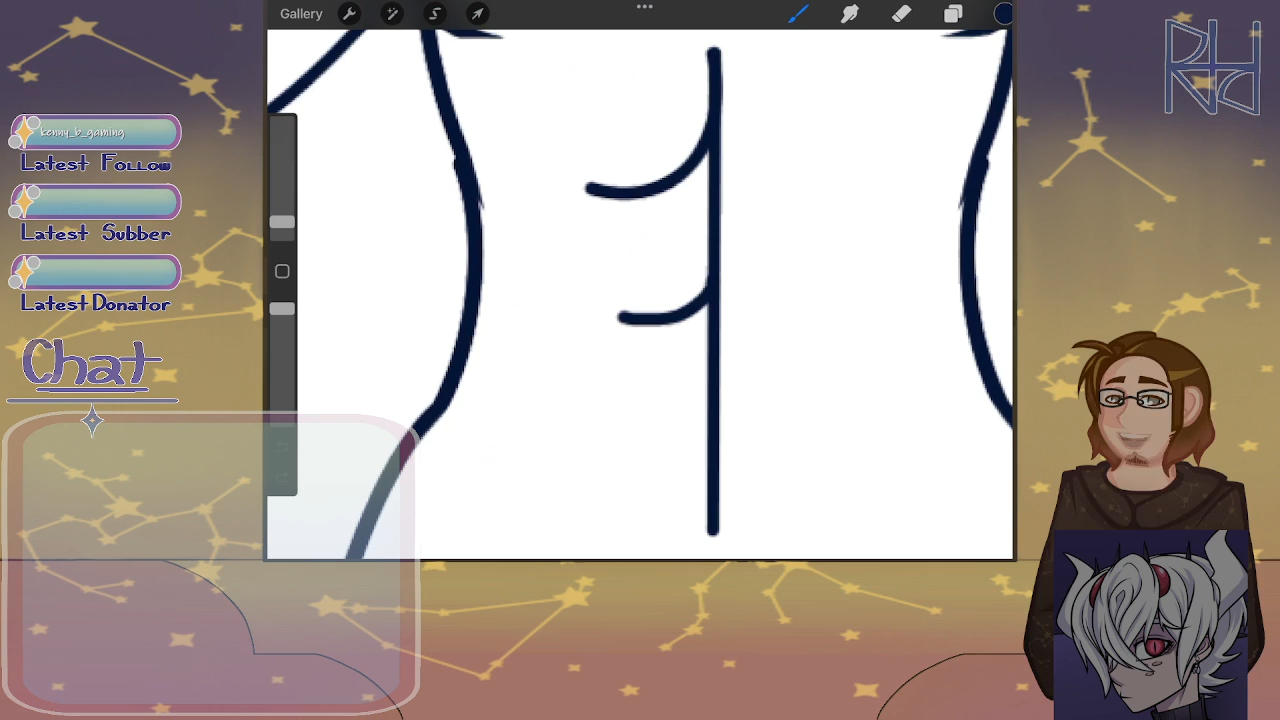 Gallery
kenny_b_gaming
Latest Follow
Latest Subber
Latest Donator
Chat